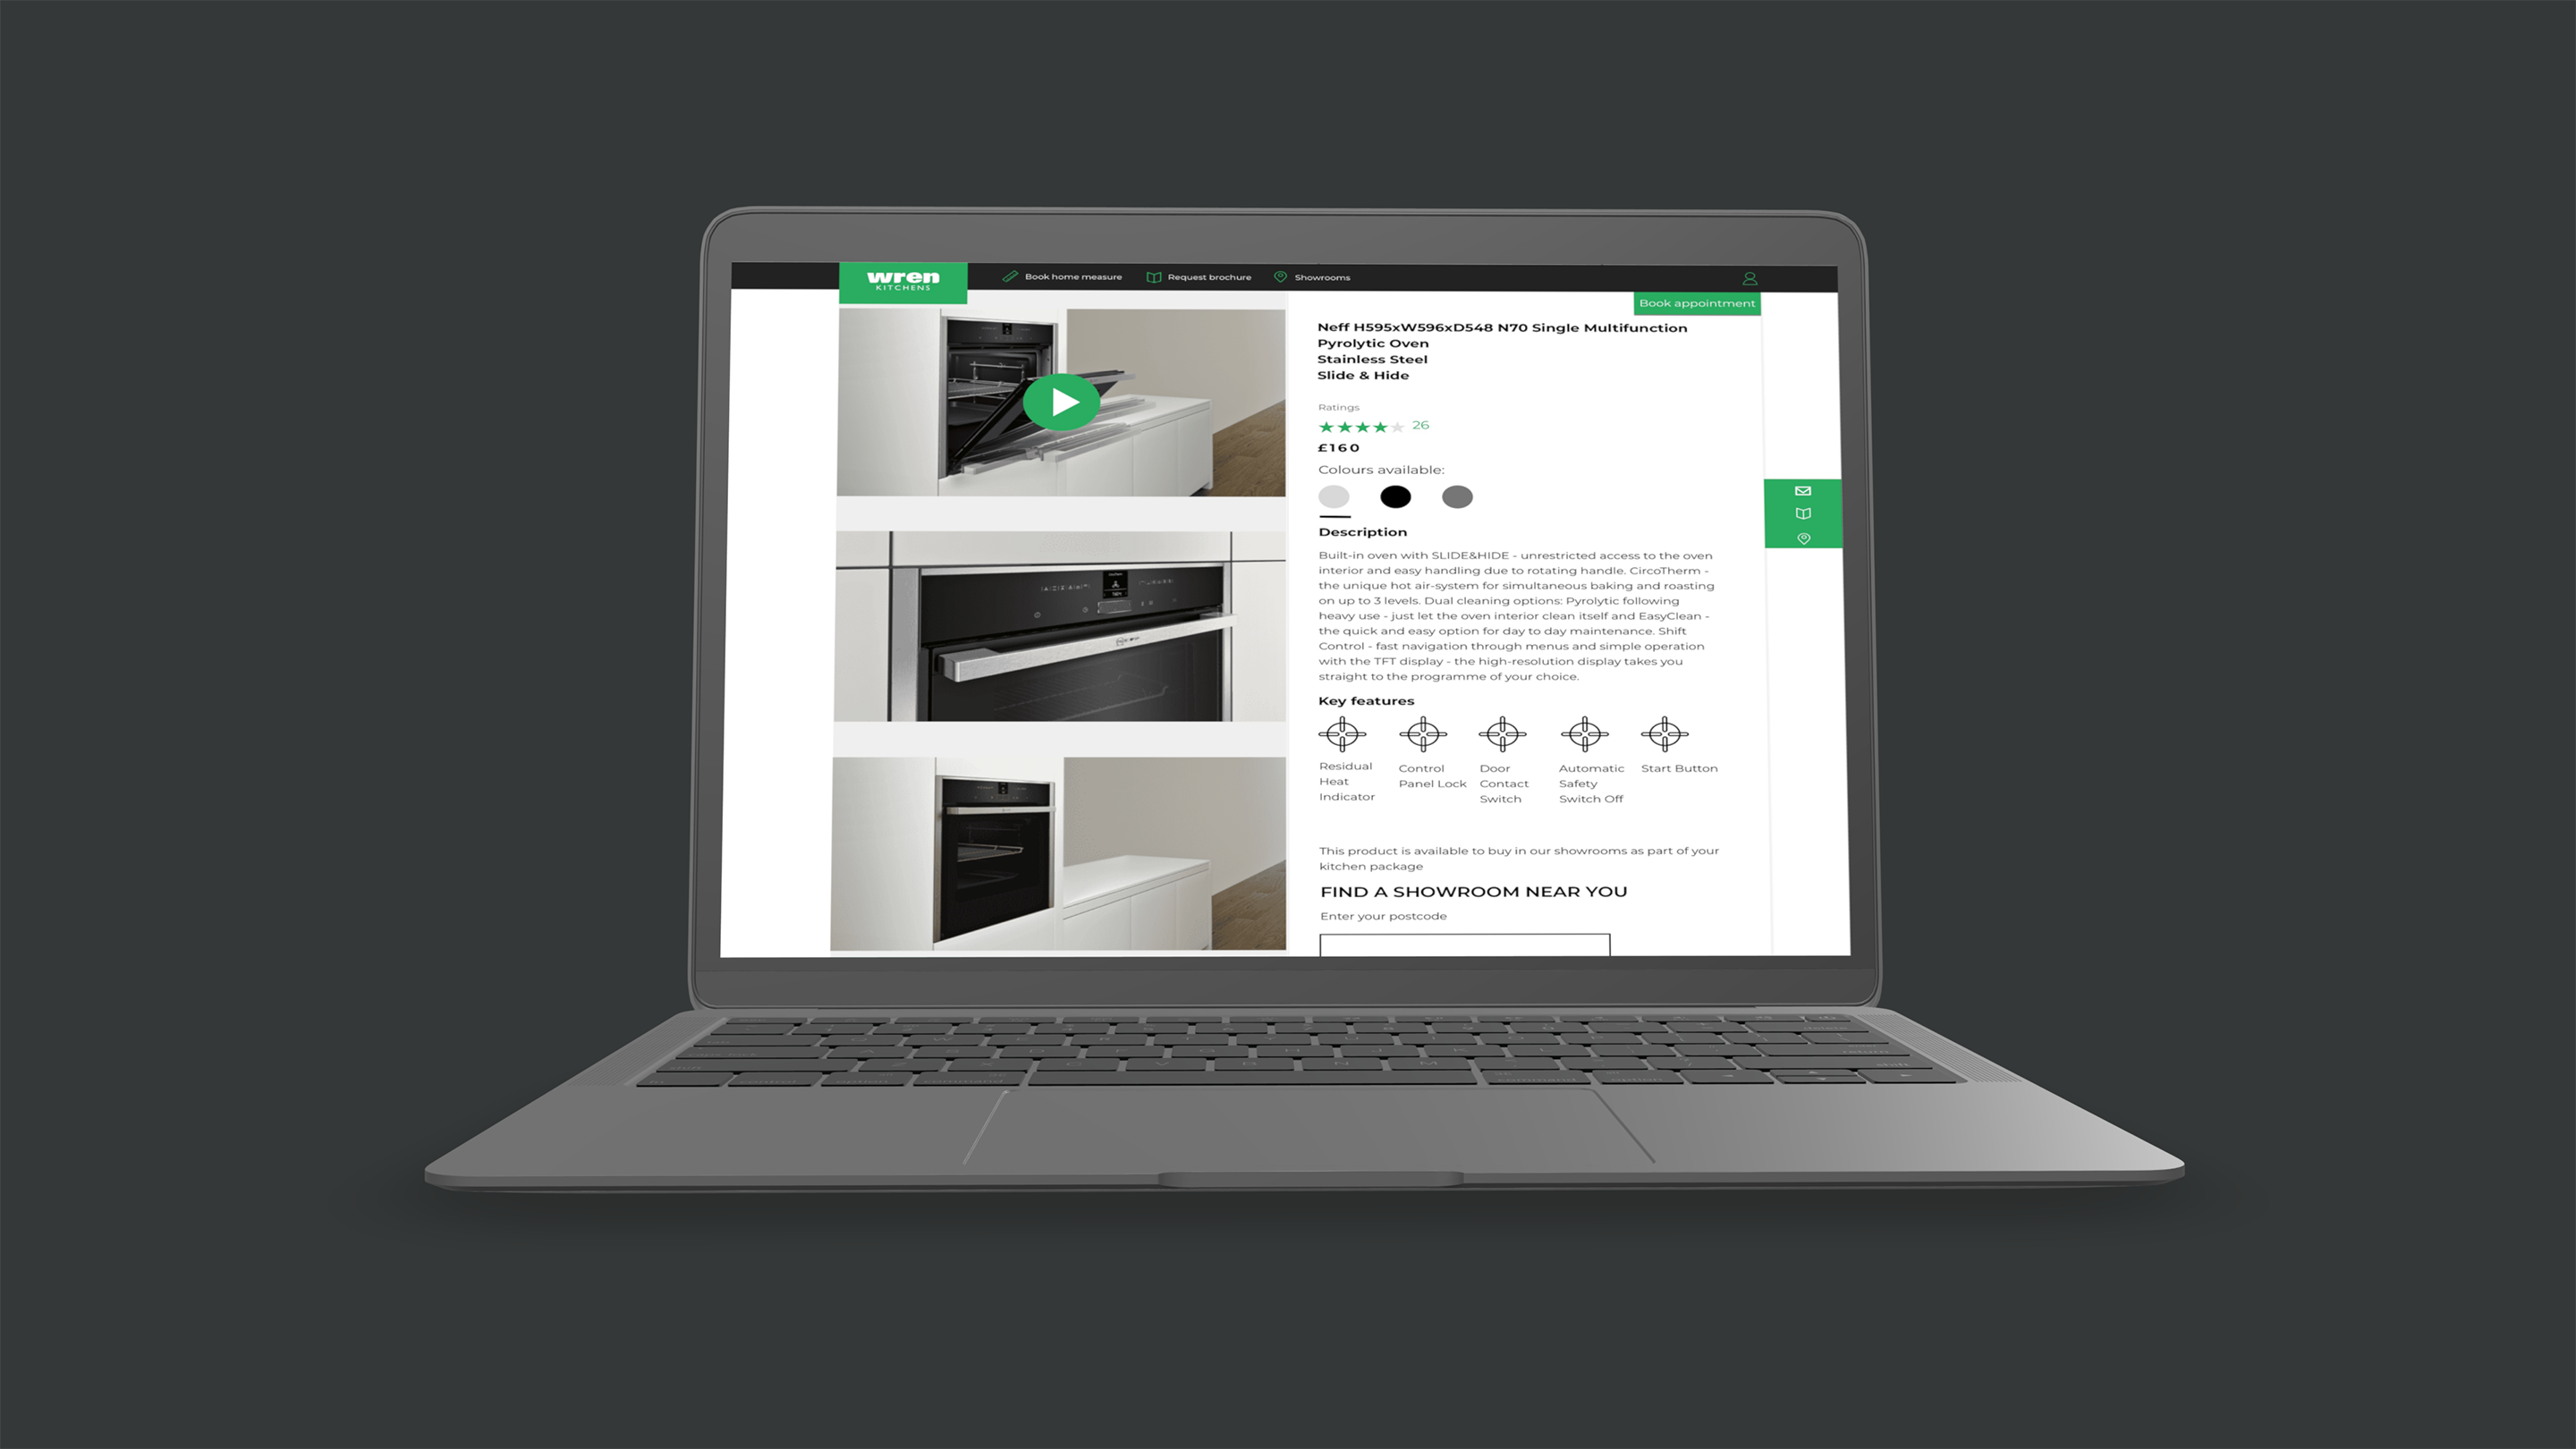 wren
KITCHENS
Book home measure
Request brochure
Showrooms
Book appointment
Neff H595xW596xD548 N70 Single Multifunction
Pyrolytic Oven
Stainless Steel
Slide & Hide
Ratings
26
£160
Colours available:
Description
Built-in oven with SLIDE&HIDE - unrestricted access to the oven
interior and easy handling due to rotating handle. CircoTherm -
the unique hot air-system for simultaneous baking and roasting
on up to 3 levels. Dual cleaning options: Pyrolytic following
heavy use - just let the oven interior clean itself and EasyClean -
the quick and easy option for day to day maintenance. Shift
Control - fast navigation through menus and simple operation
with the TFT display - the high-resolution display takes you
straight to the programme of your choice.
Key features
Residual
Heat
Indicator
Control
Panel Lock
Door
Contact
Switch
Automatic
Safety
Switch Off
Start Button
This product is available to buy in our showrooms as part of your
kitchen package
FIND A SHOWROOM NEAR YOU
Enter your postcode